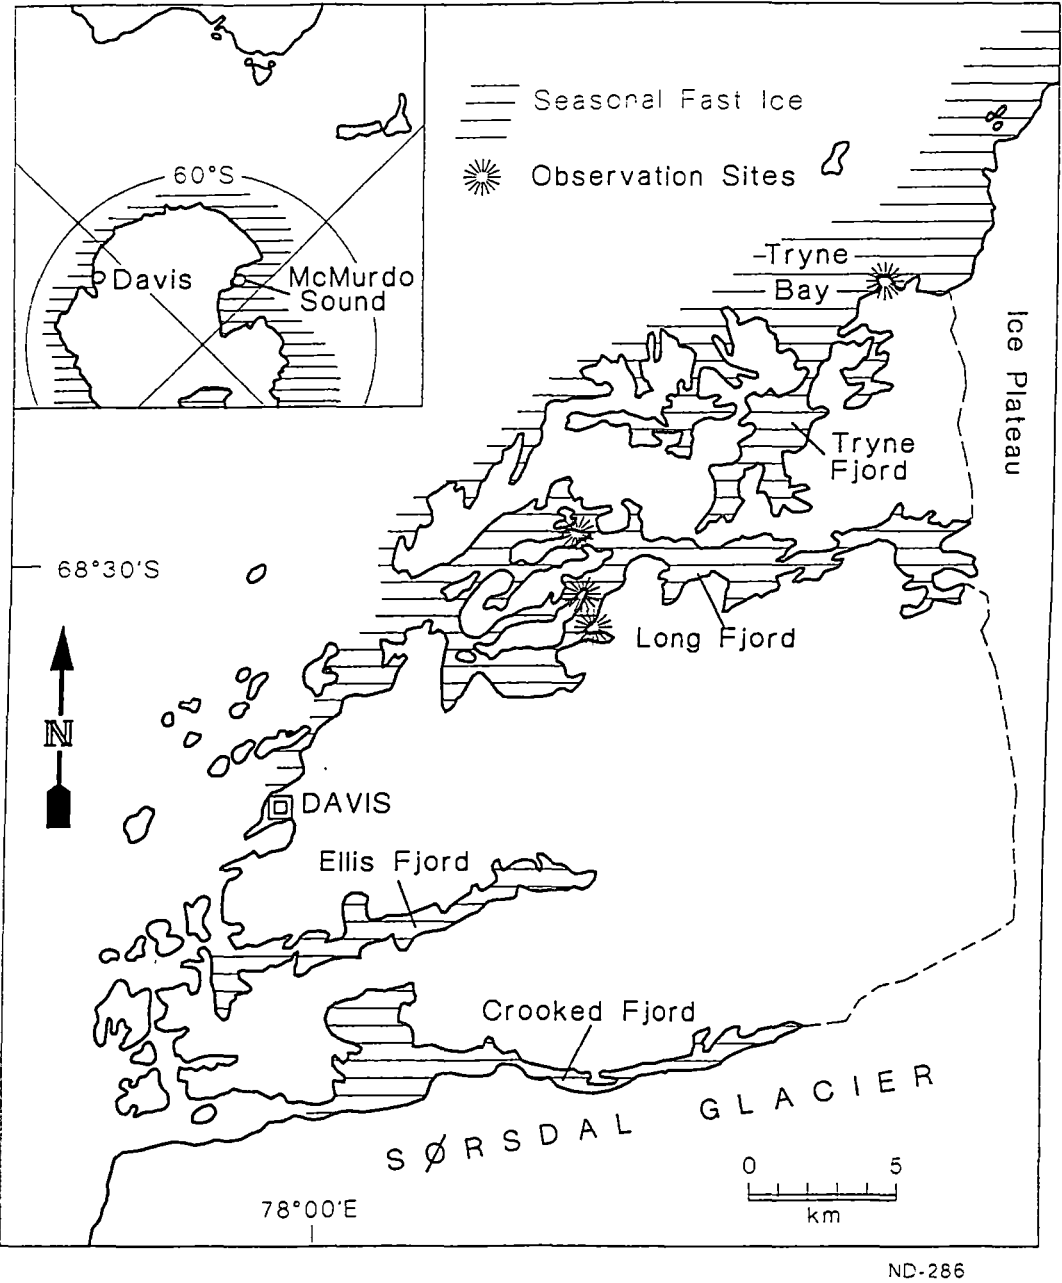 Seasonal Fast Ice
Observation Sites
60°S
Davis
McMurdo
Sound
Tryne
Bay
Ice Plateau
Tryne
Fjord
68°30'S
Long Fjord
N
DAVIS
Ellis Fjord
Crooked Fjord
SØRSDAL GLACIER
0 5
km
78°00'E
ND-286